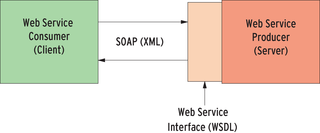 Web Service
Consumer
(Client)
SOAP (XML)
Web Service
Producer
(Server)
Web Service
Interface (WSDL)